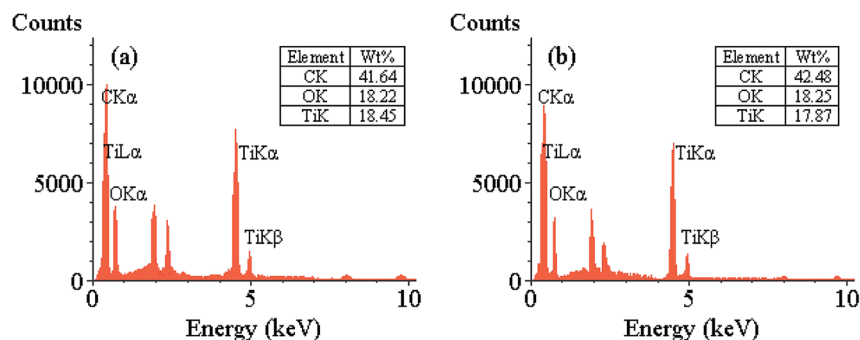 Counts
(a)
Element Wt%
CK 41.64
OK 18.22
TiK 18.45
10000
5000
0
CKα
TiLα
OKα
TiKα
TiKβ
0 5 10
Energy (keV)
Counts
(b)
Element Wt%
CK 42.48
OK 18.25
TiK 17.87
10000
5000
0
CKα
TiLα
OKα
TiKα
TiKβ
0 5 10
Energy (keV)